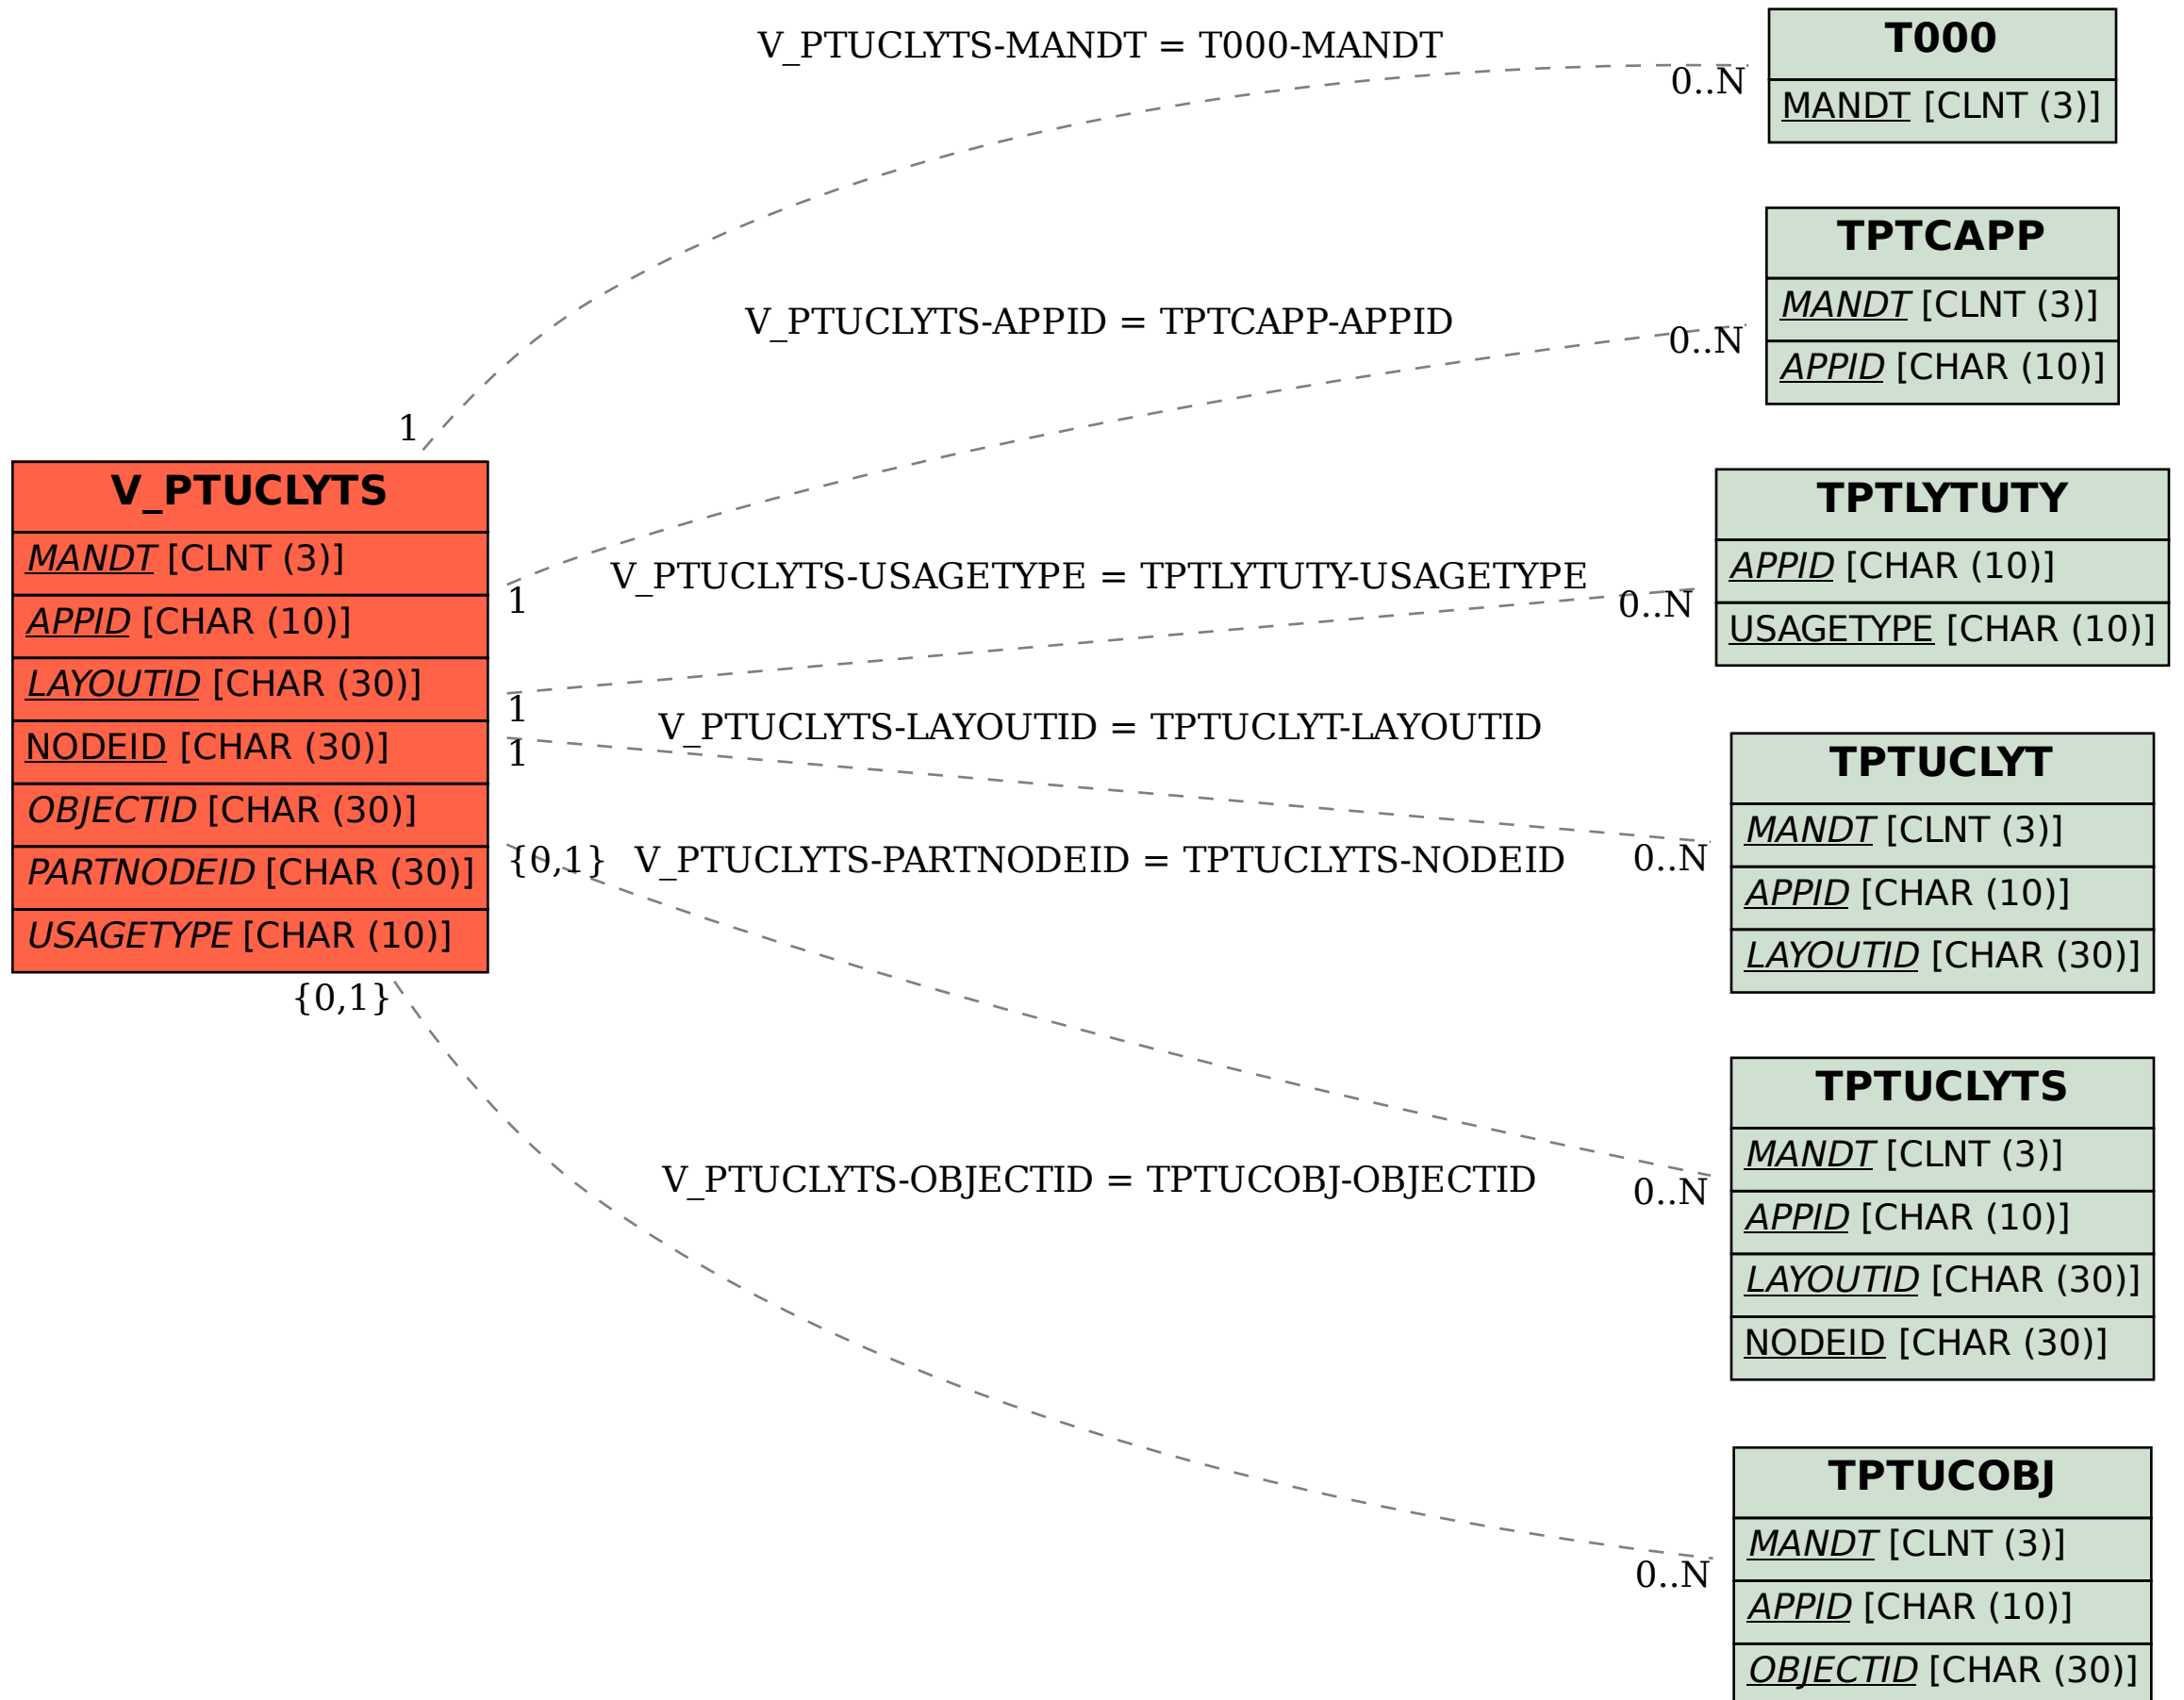 V_PTUCLYTS-MANDT = T000-MANDT
0..N
1
T000
MANDT [CLNT (3)]
V_PTUCLYTS-APPID = TPTCAPP-APPID
0..N
1
TPTCAPP
MANDT [CLNT (3)]
APPID [CHAR (10)]
V_PTUCLYTS
MANDT [CLNT (3)]
APPID [CHAR (10)]
LAYOUTID [CHAR (30)]
NODEID [CHAR (30)]
OBJECTID [CHAR (30)]
PARTNODEID [CHAR (30)]
USAGETYPE [CHAR (10)]
V_PTUCLYTS-USAGETYPE = TPTLYTUTY-USAGETYPE
0..N
1
TPTLYTUTY
APPID [CHAR (10)]
USAGETYPE [CHAR (10)]
V_PTUCLYTS-LAYOUTID = TPTUCLYT-LAYOUTID
0..N
1
TPTUCLYT
MANDT [CLNT (3)]
APPID [CHAR (10)]
LAYOUTID [CHAR (30)]
{0,1}
V_PTUCLYTS-PARTNODEID = TPTUCLYTS-NODEID
0..N
TPTUCLYTS
MANDT [CLNT (3)]
APPID [CHAR (10)]
LAYOUTID [CHAR (30)]
NODEID [CHAR (30)]
{0,1}
V_PTUCLYTS-OBJECTID = TPTUCOBJ-OBJECTID
0..N
TPTUCOBJ
MANDT [CLNT (3)]
APPID [CHAR (10)]
OBJECTID [CHAR (30)]